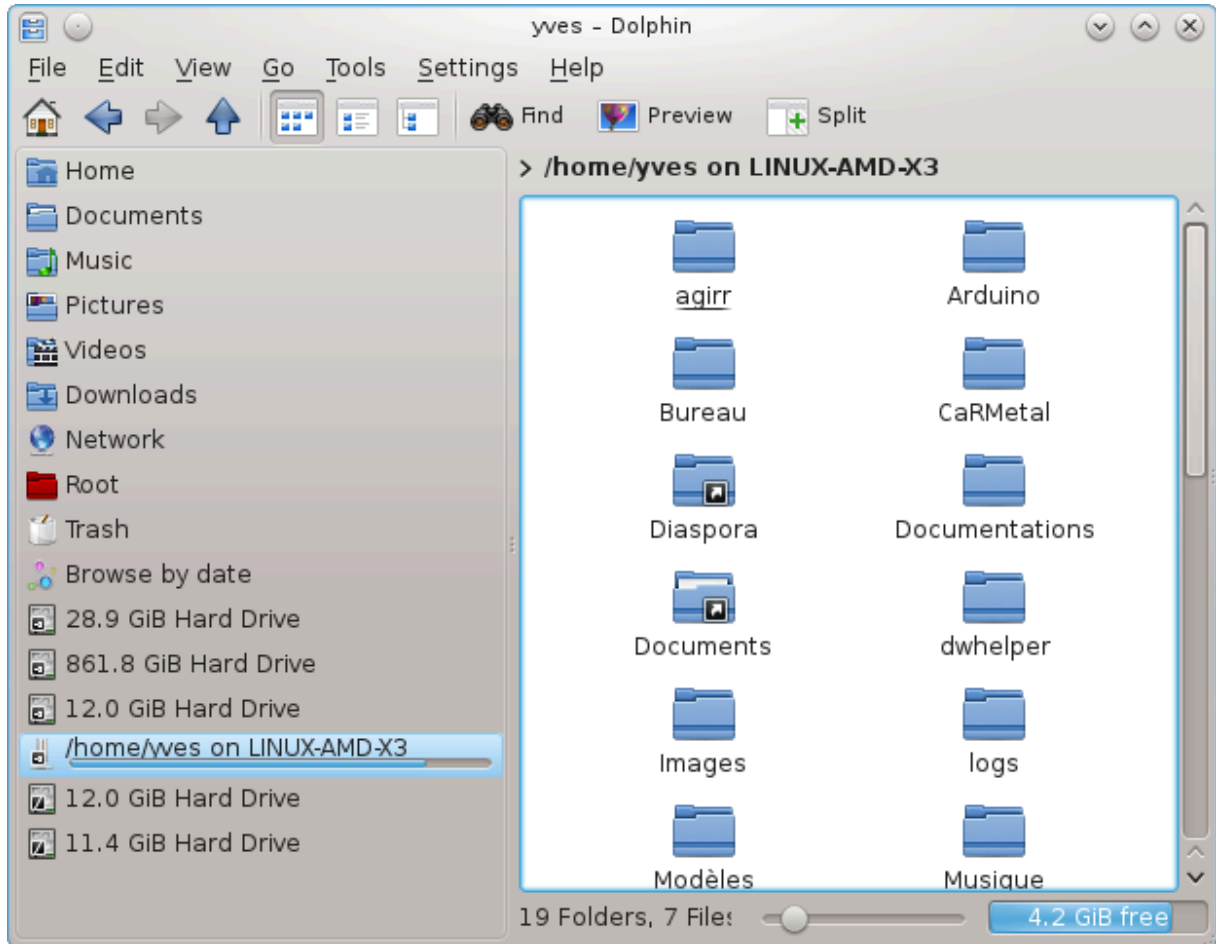 yves – Dolphin
File Edit View Go Tools Settings Help
Find Preview Split
Home
Documents
Music
Pictures
Videos
Downloads
Network
Root
Trash
Browse by date
28.9 GiB Hard Drive
861.8 GiB Hard Drive
12.0 GiB Hard Drive
/home/yves on LINUX-AMD-X3
12.0 GiB Hard Drive
11.4 GiB Hard Drive
> /home/yves on LINUX-AMD-X3
agirr Arduino
Bureau CaRMetal
Diaspora Documentations
Documents dwhelper
Images logs
Modèles Musique
19 Folders, 7 Files 4.2 GiB free